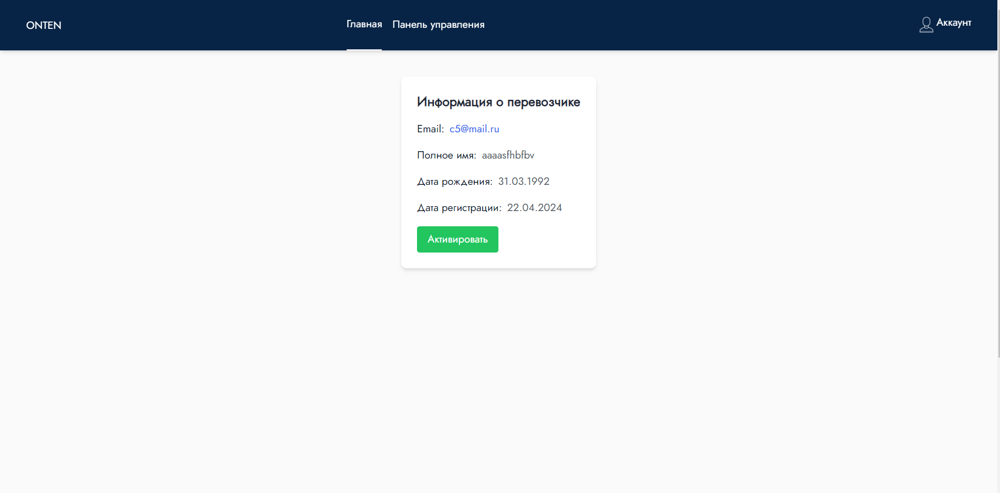 ONTEN
Главная
Панель управления
Аккаунт
Информация о перевозчике
Email: c5@mail.ru
Полное имя: aaaasfhbfbv
Дата рождения: 31.03.1992
Дата регистрации: 22.04.2024
Активировать